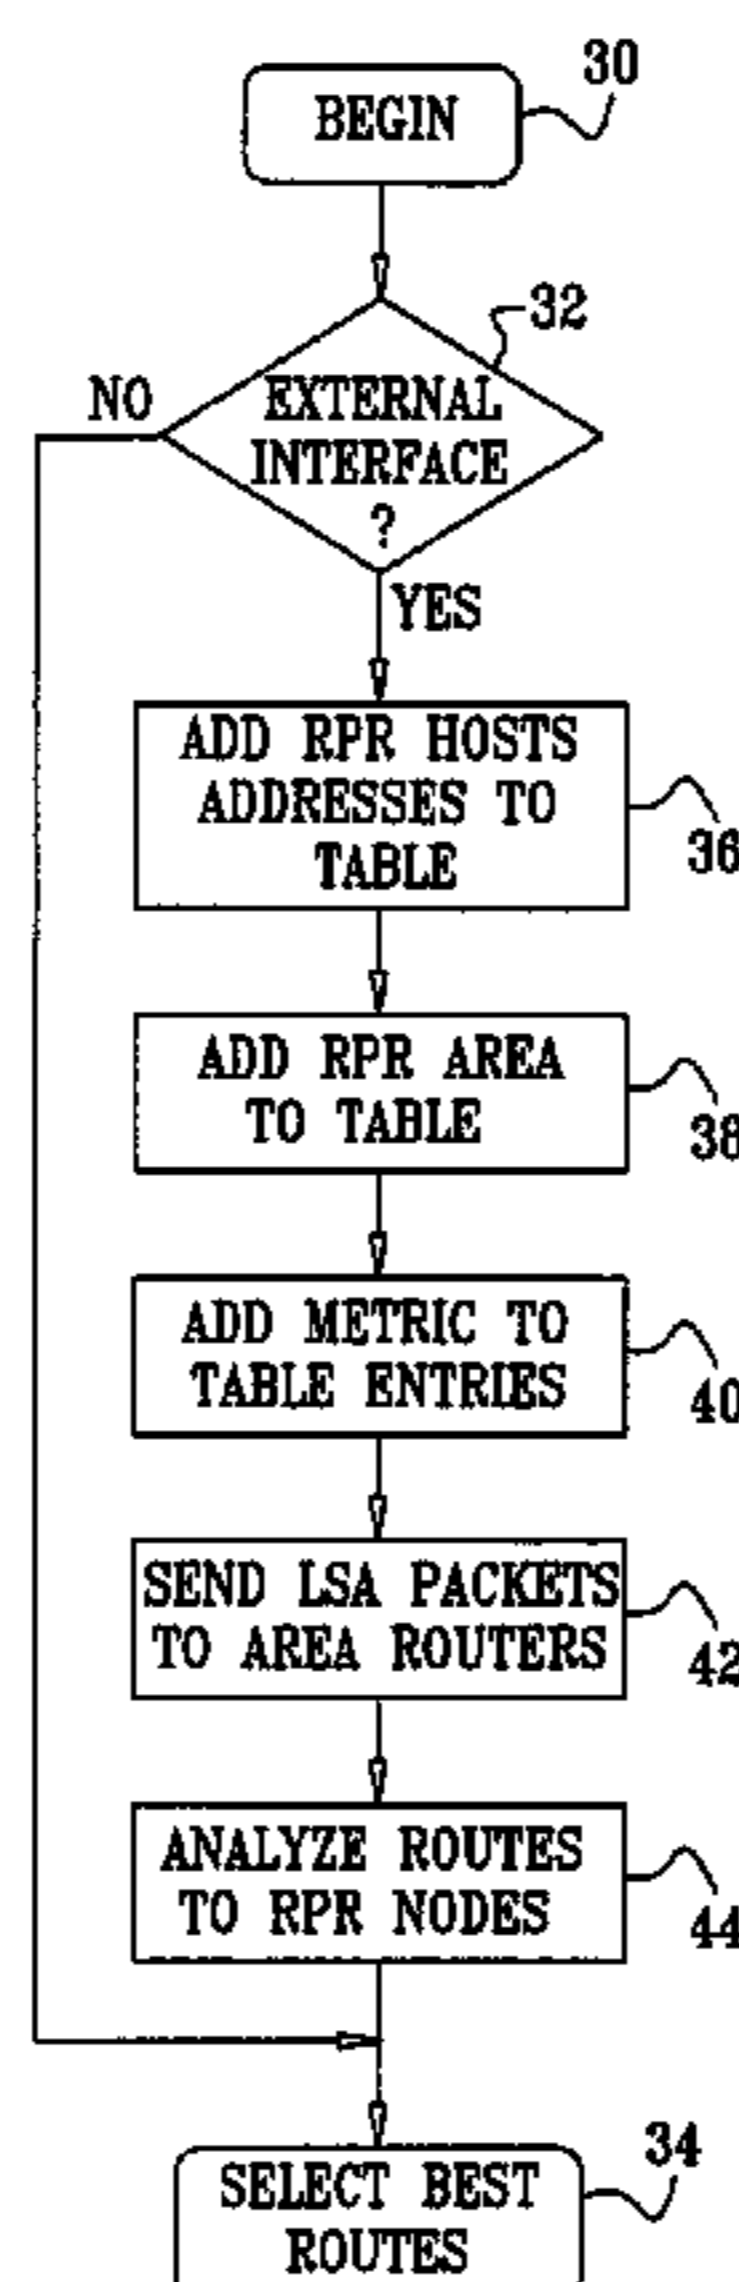 30
BEGIN
32
NO
EXTERNAL
INTERFACE
?
YES
ADD RPR HOSTS
ADDRESSES TO
TABLE
36
ADD RPR AREA
TO TABLE
38
ADD METRIC TO
TABLE ENTRIES
40
SEND LSA PACKETS
TO AREA ROUTERS
42
ANALYZE ROUTES
TO RPR NODES
44
34
SELECT BEST
ROUTES